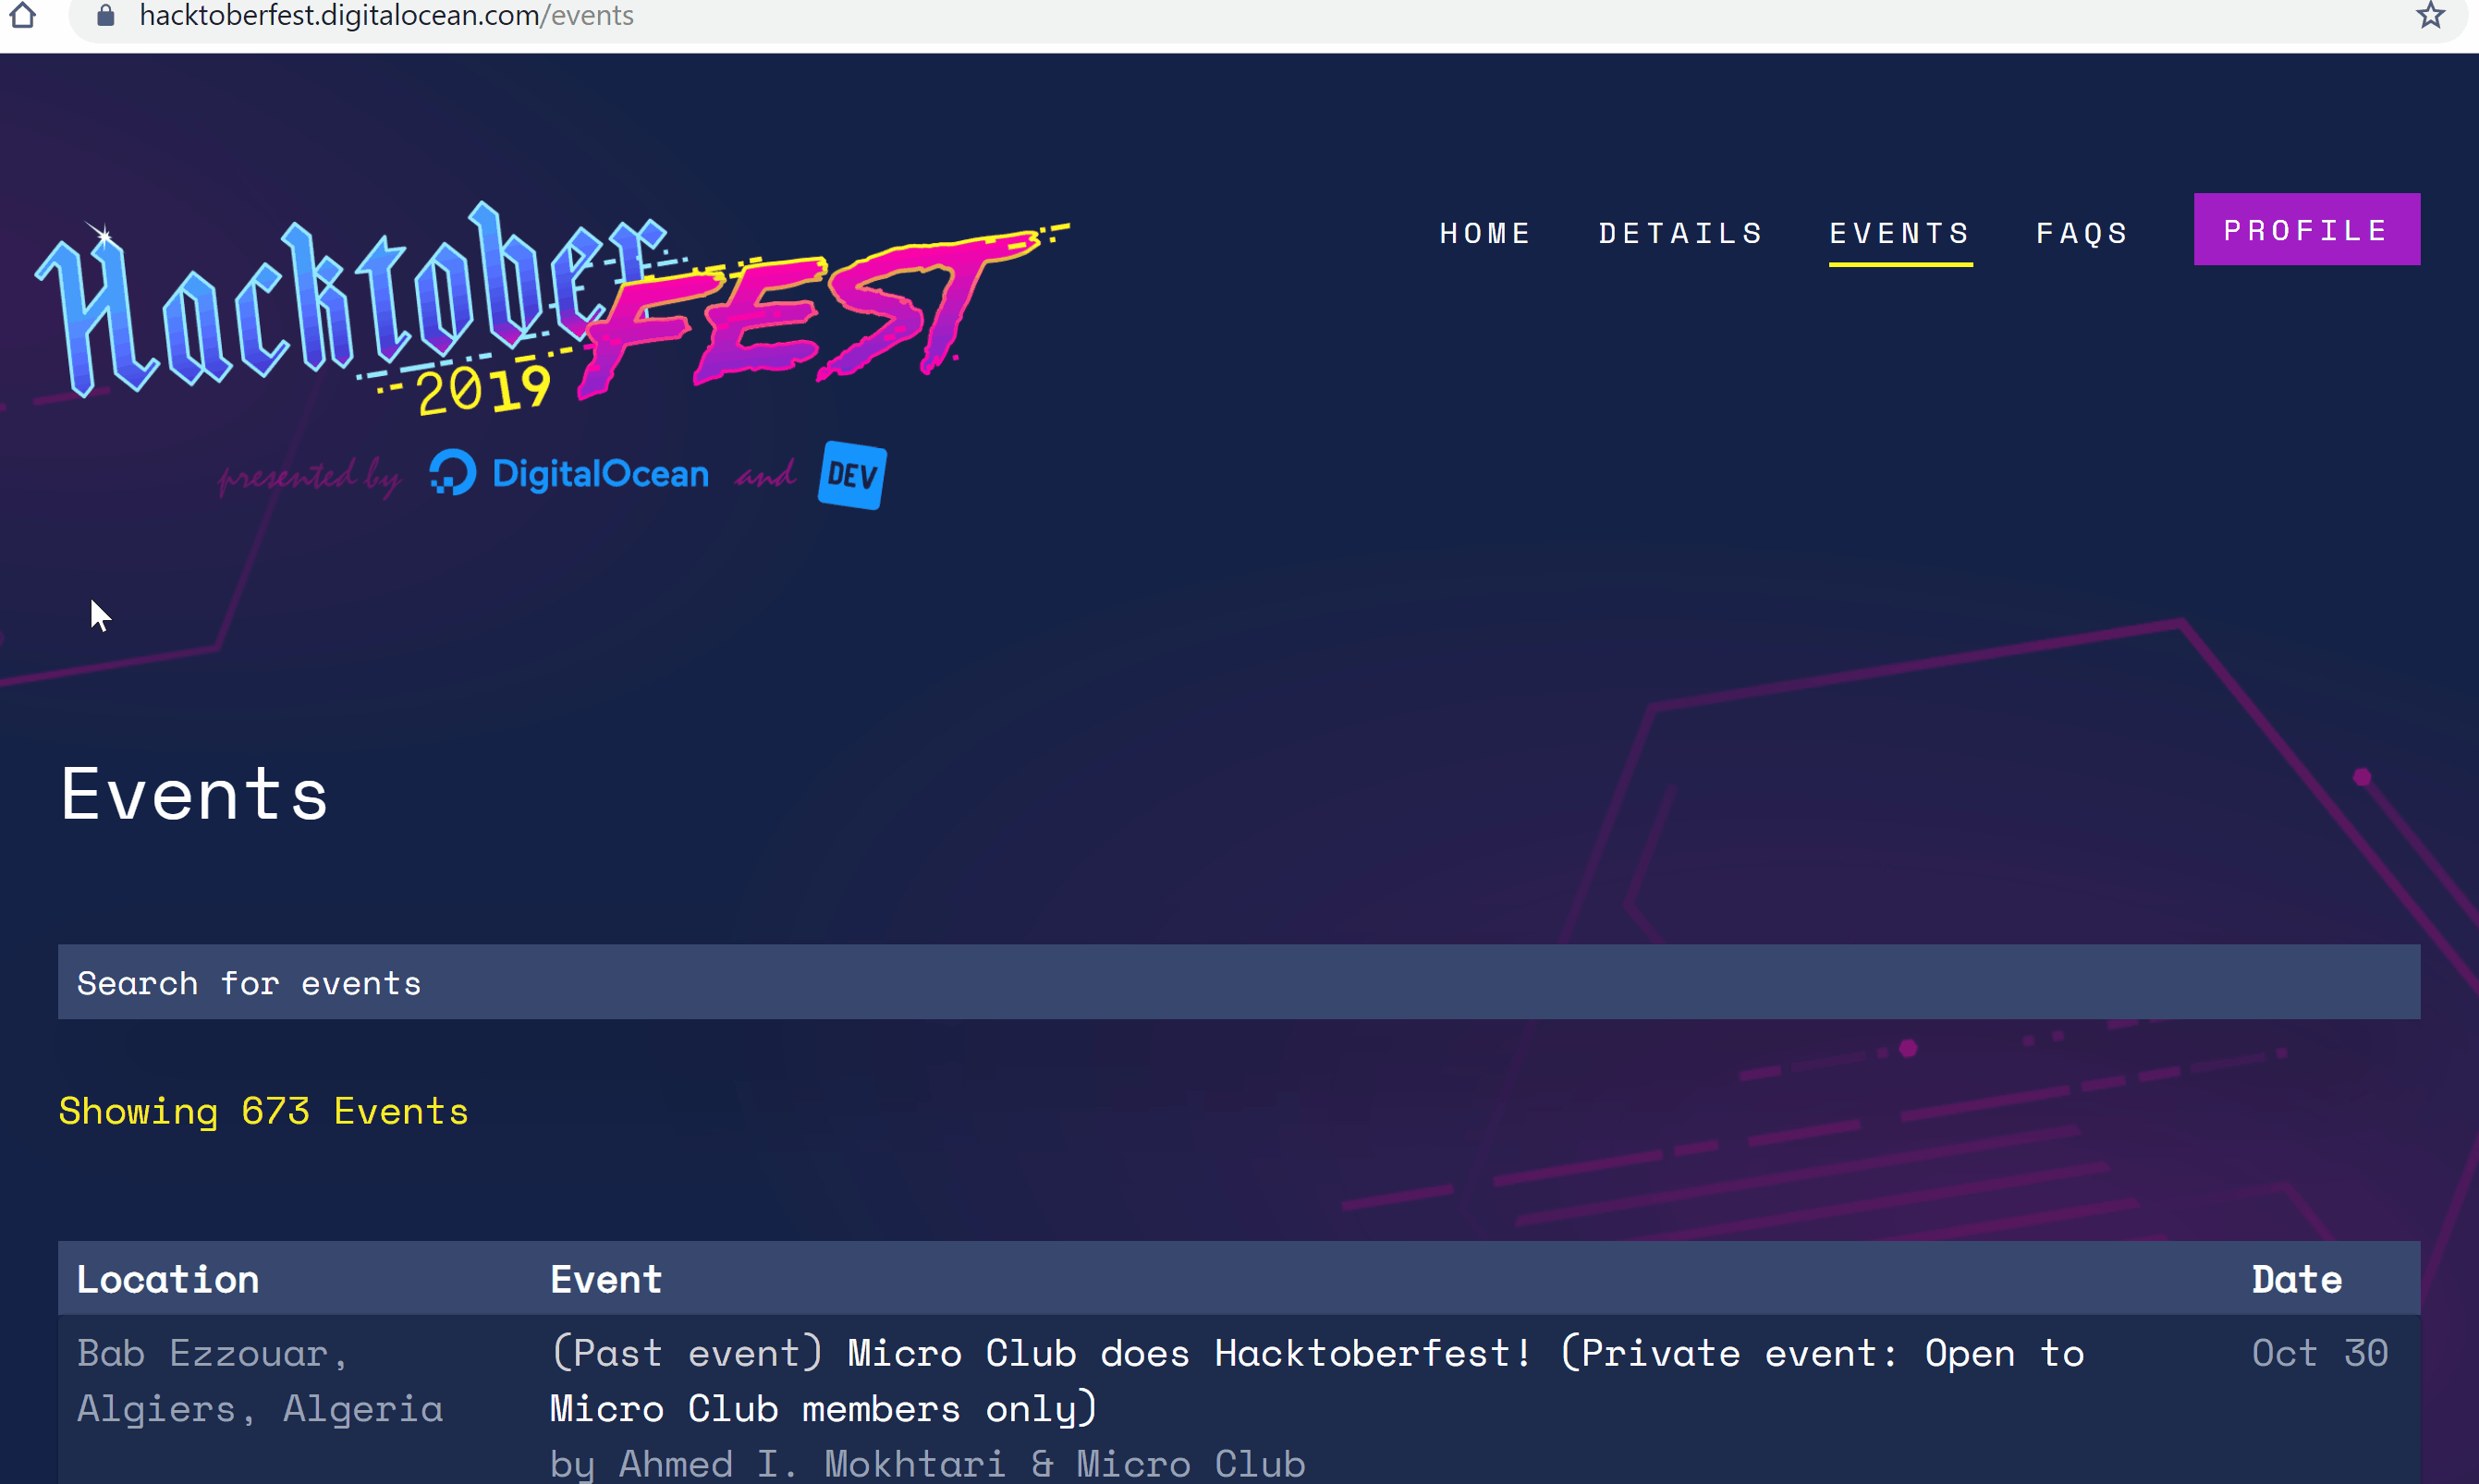 hacktoberfest.digitalocean.com/events
HacktoberFEST
2019
presented by DigitalOcean and DEV
HOME DETAILS EVENTS FAQS PROFILE
Events
Search for events
Showing 673 Events
Location Event Date
Bab Ezzouar, (Past event) Micro Club does Hacktoberfest! (Private event: Open to Oct 30
Algiers, Algeria Micro Club members only)
by Ahmed I. Mokhtari & Micro Club